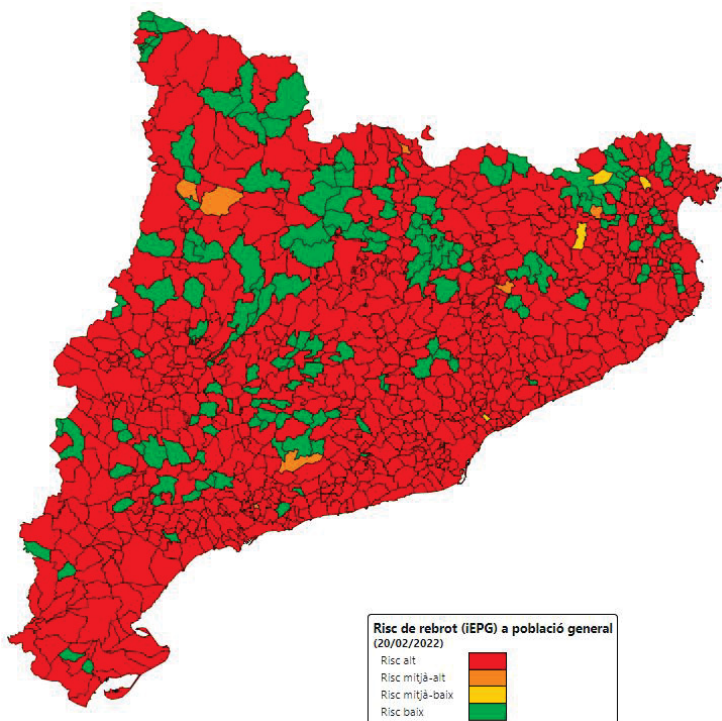 Risc de rebrot (iEPG) a població general
(20/02/2022)
Risc alt
Risc mitjà-alt
Risc mitjà-baix
Risc baix